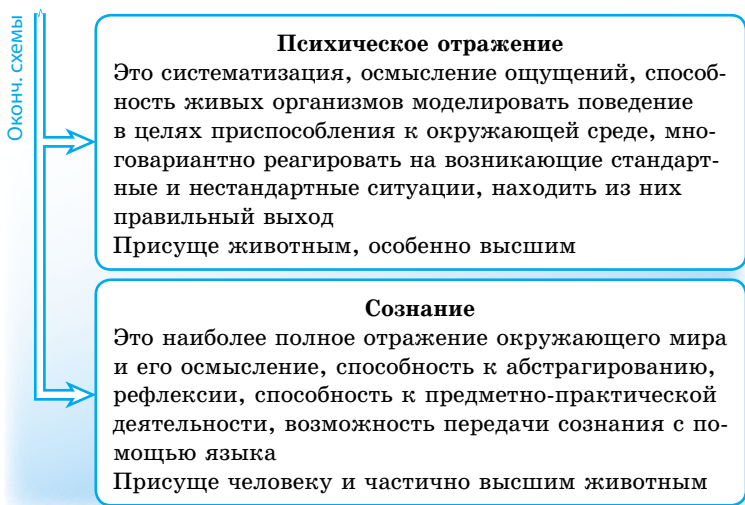 Оконч. схемы
Психическое отражение
Это систематизация, осмысление ощущений, способ-
ность живых организмов моделировать поведение
в целях приспособления к окружающей среде, мно-
говариантно реагировать на возникающие стандарт-
ные и нестандартные ситуации, находить из них
правильный выход
Присуще животным, особенно высшим
Сознание
Это наиболее полное отражение окружающего мира
и его осмысление, способность к абстрагированию,
рефлексии, способность к предметно-практической
деятельности, возможность передачи сознания с по-
мощью языка
Присуще человеку и частично высшим животным